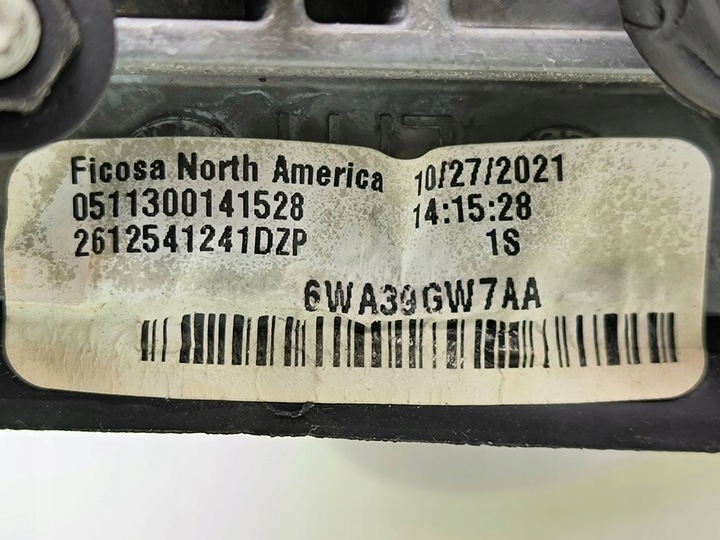 Ficosa North America 10/27/2021
0511300141528 14:15:28
2612541241DZP 1S
6WA39GW7AA